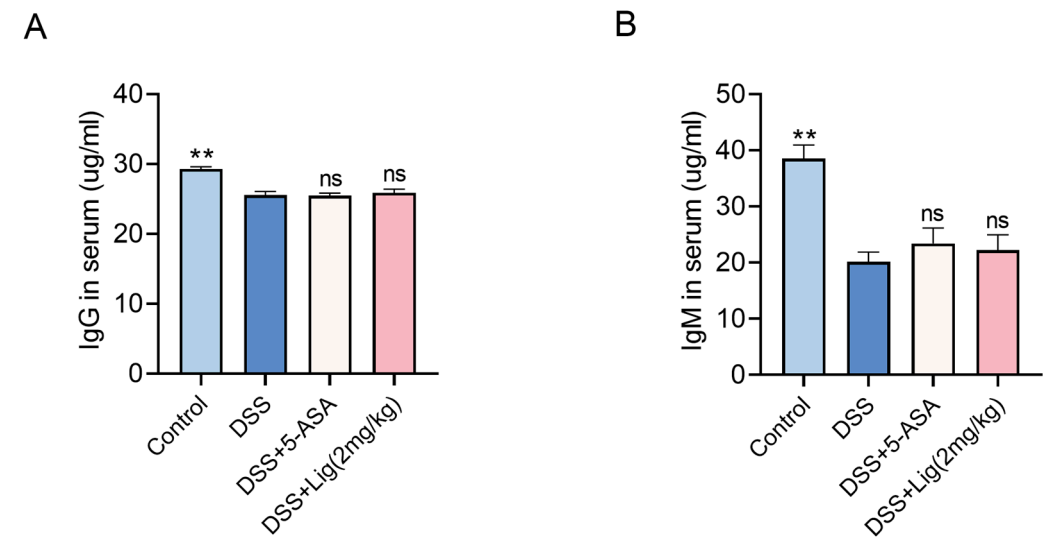 A
IgG in serum (ug/ml)
40
30
20
10
0
**
ns
ns
Control
DSS
DSS+5-ASA
DSS+Lig(2mg/kg)
B
IgM in serum (ug/ml)
50
40
30
20
10
0
**
ns
ns
Control
DSS
DSS+5-ASA
DSS+Lig(2mg/kg)